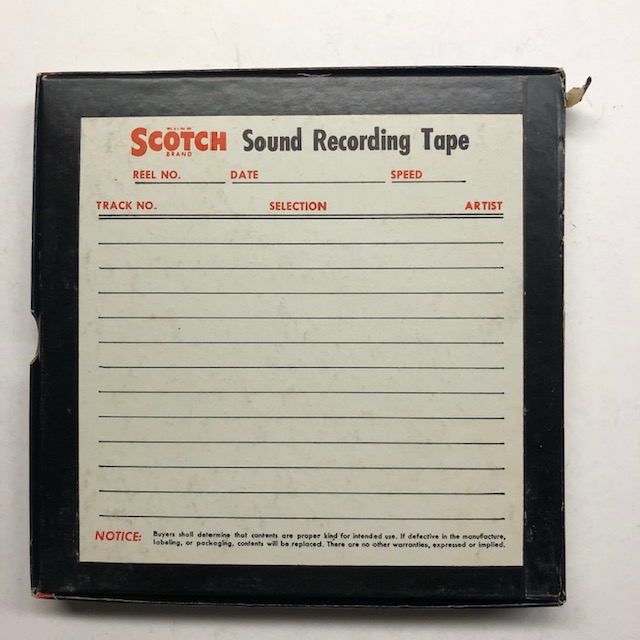 SCOTCH Sound Recording Tape
BRAND
REEL NO. DATE SPEED
TRACK NO. SELECTION ARTIST
NOTICE: Buyers shall determine that contents are proper kind for intended use. If defective in the manufacture,
labeling, or packaging, contents will be replaced. There are no other warranties, expressed or implied.